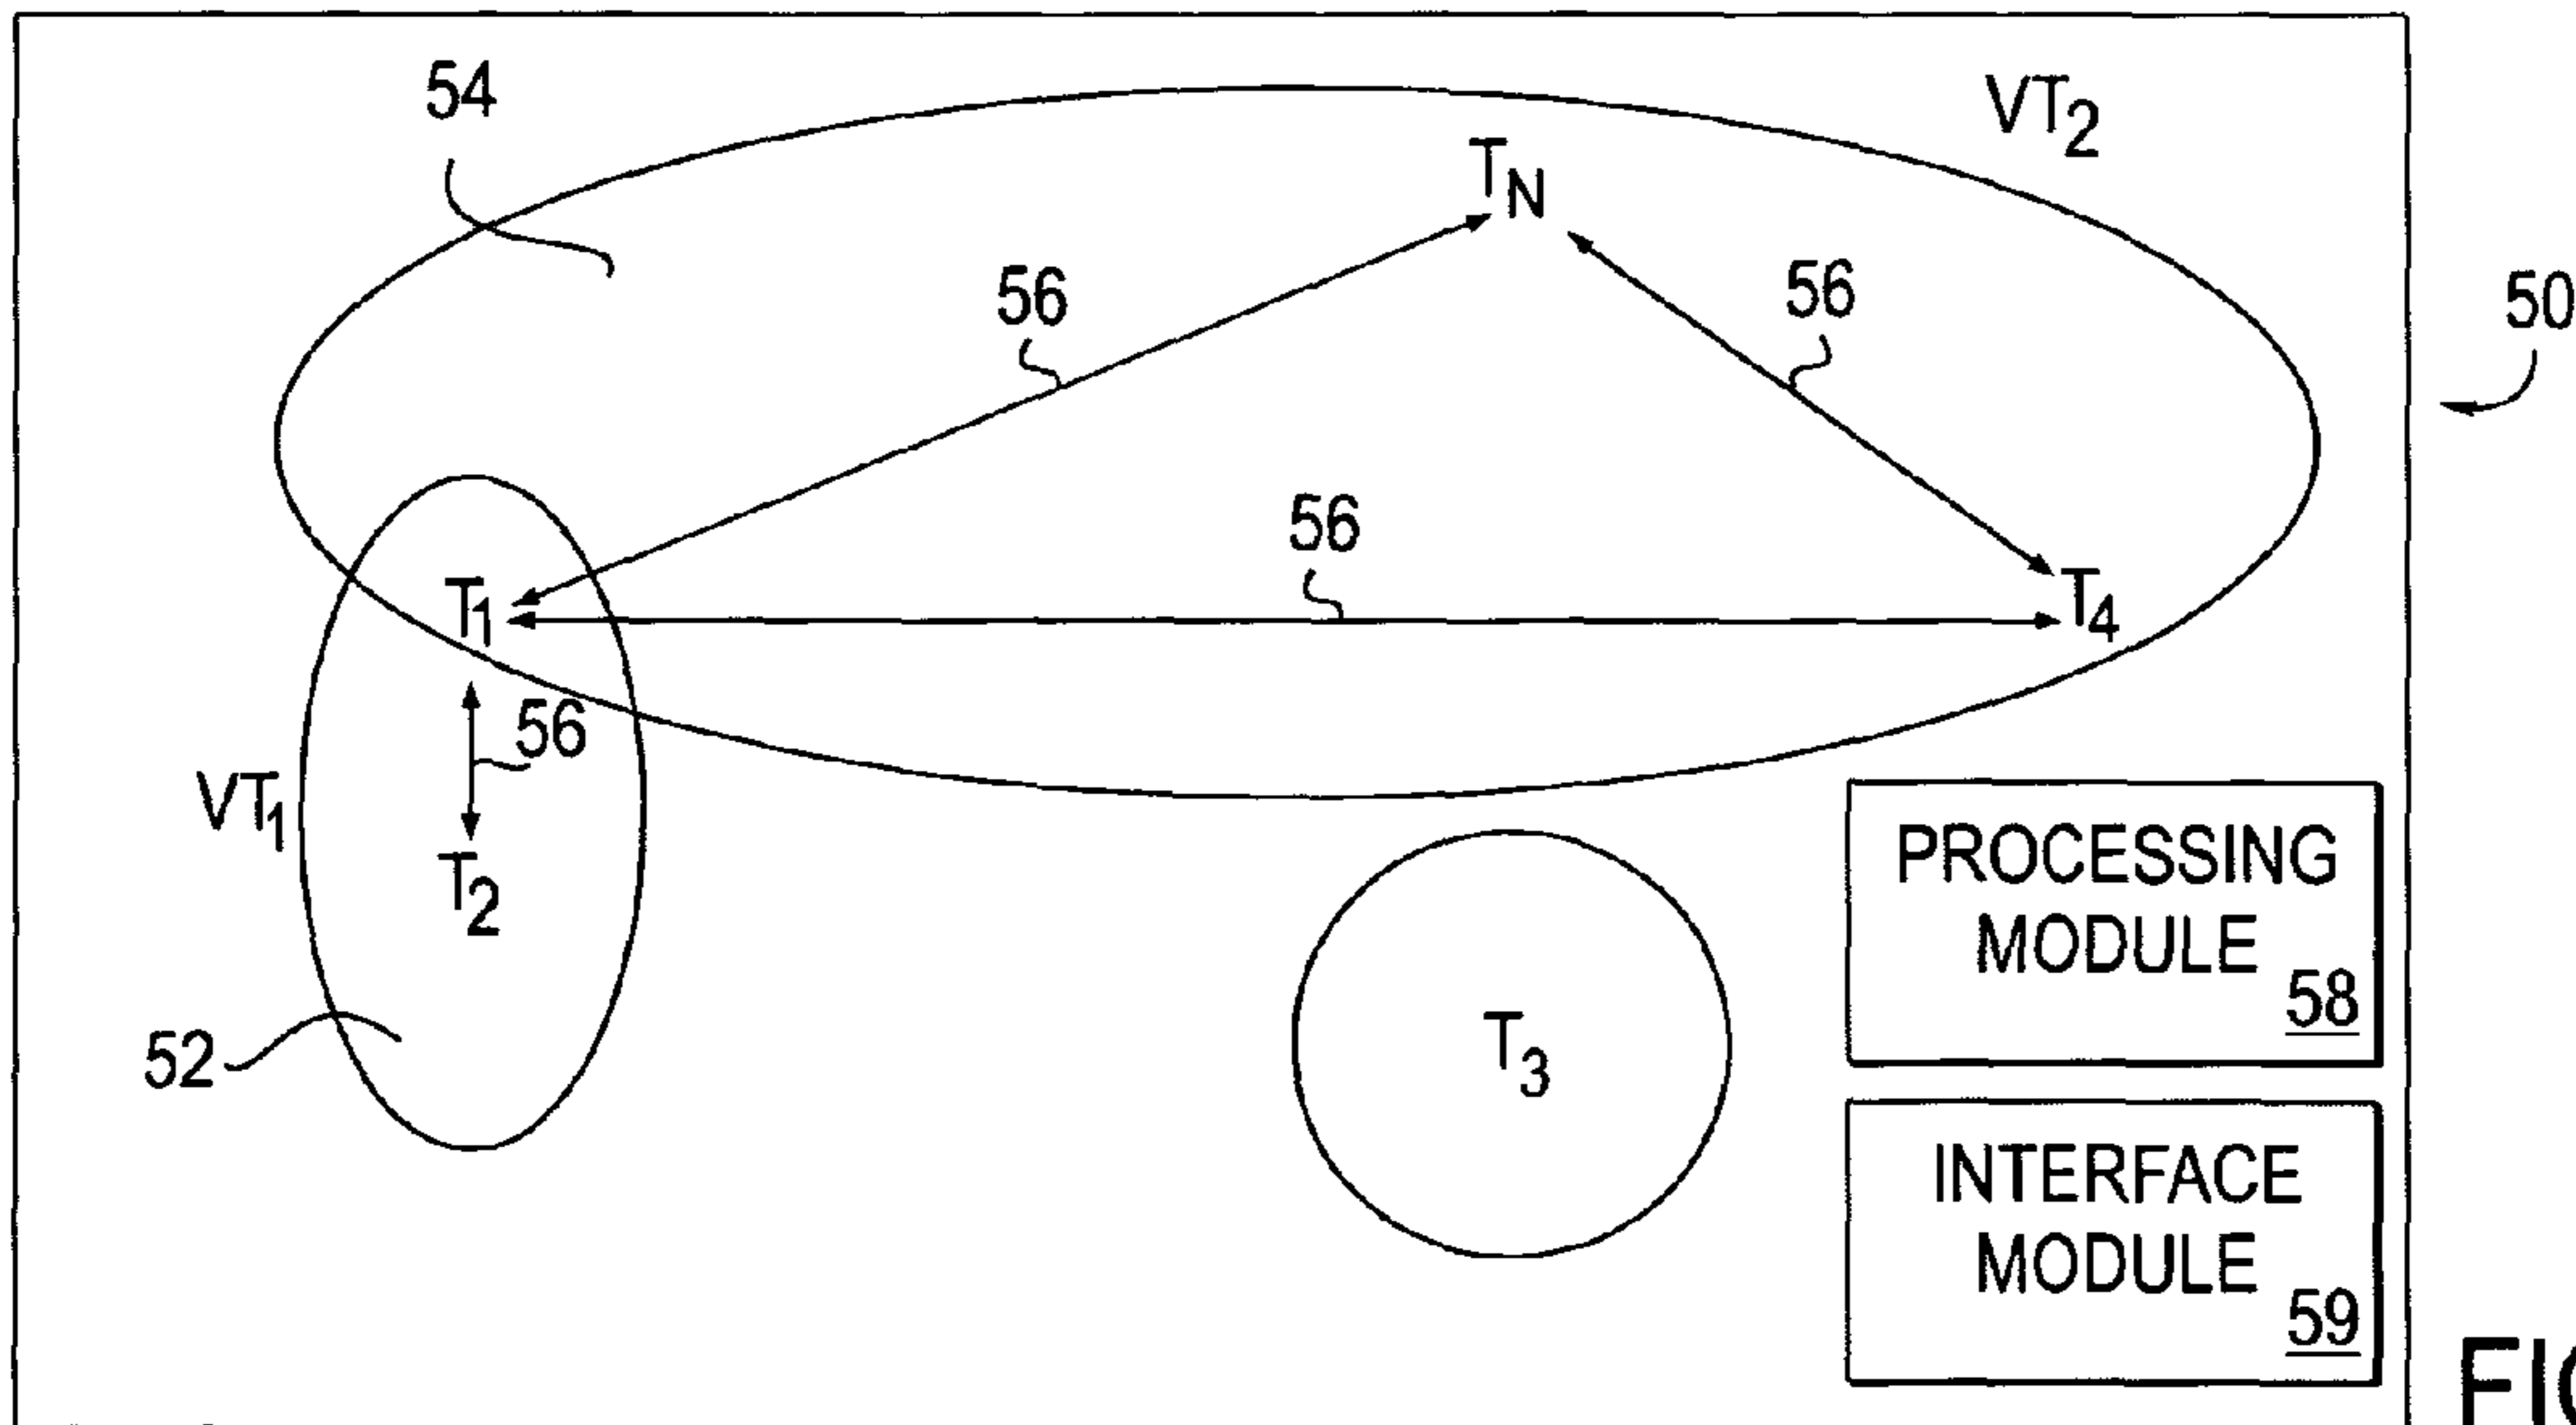 54
VT2
TN
56
56
50
56
T1
T4
56
VT1
T2
PROCESSING
MODULE
58
52
T3
INTERFACE
MODULE
59